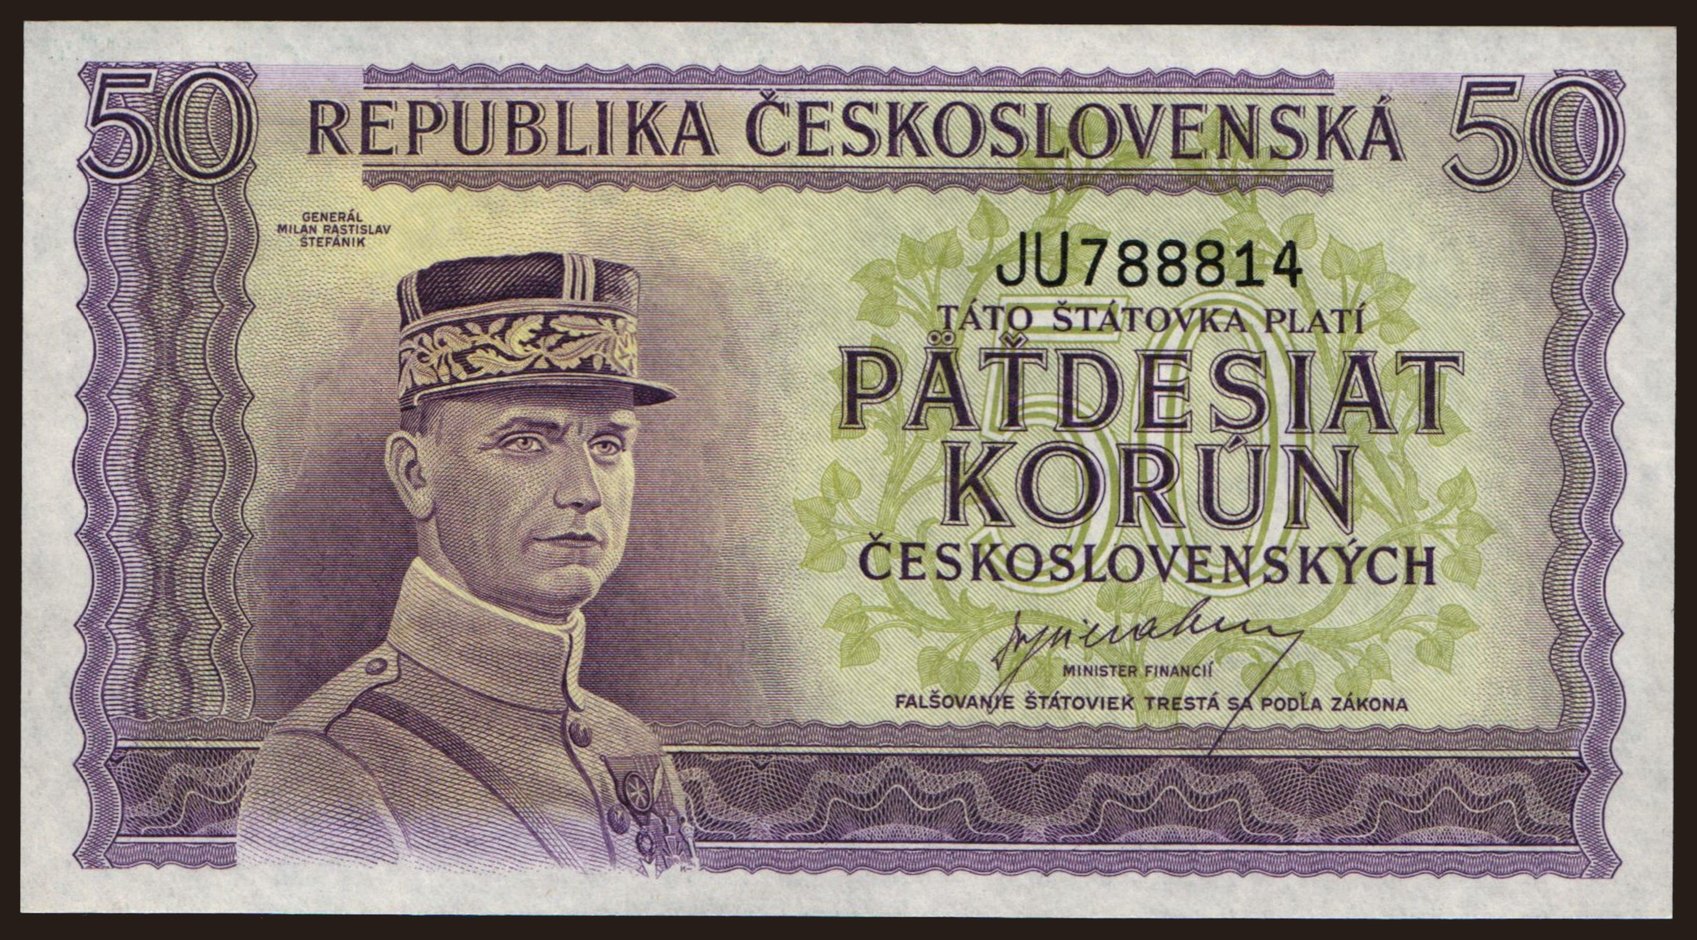 50 REPUBLIKA ČESKOSLOVENSKÁ 50
GENERÁL
MILAN RASTISLAV
ŠTEFÁNIK
JU788814
TÁTO ŠTÁTOVKA PLATÍ
PÄŤDESIAT
KORÚN
ČESKOSLOVENSKÝCH
50
MINISTER FINANCIÍ
FALŠOVANIE ŠTÁTOVIEK TRESTÁ SA PODĽA ZÁKONA